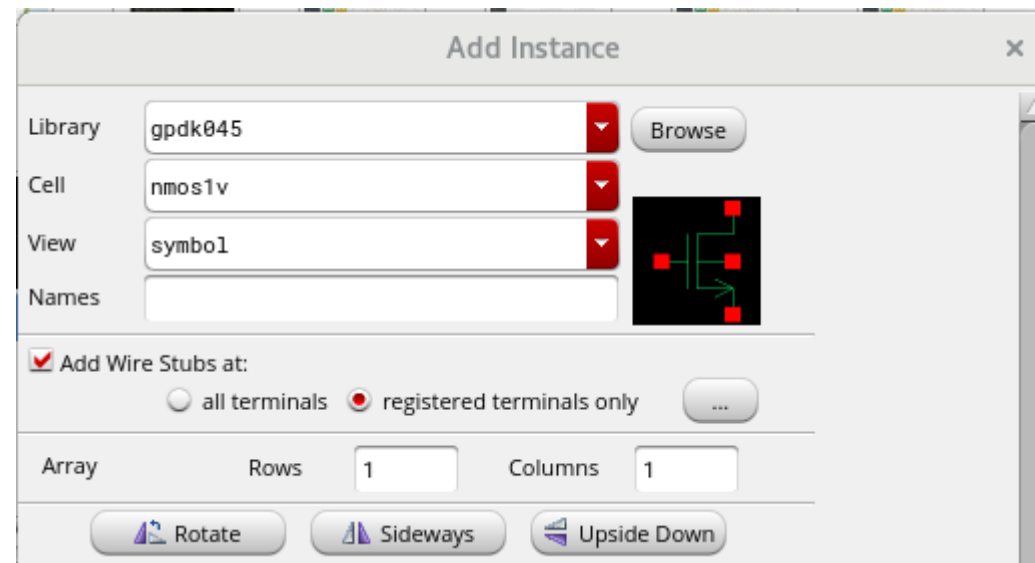 Add Instance
Library gpdk045 Browse
Cell nmos1v
View symbol
Names
Add Wire Stubs at:
all terminals registered terminals only ...
Array Rows 1 Columns 1
Rotate Sideways Upside Down